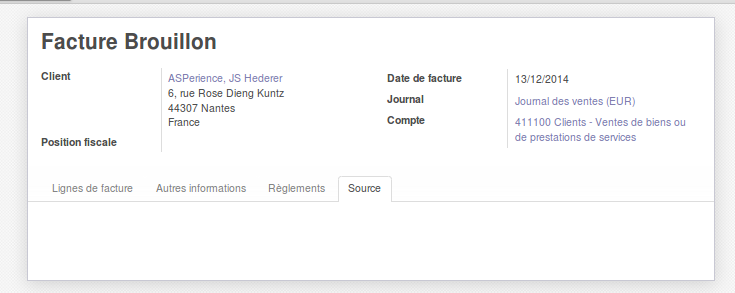 Facture Brouillon
Client
ASPerience, JS Hederer
6, rue Rose Dieng Kuntz
44307 Nantes
France
Position fiscale
Date de facture
13/12/2014
Journal
Journal des ventes (EUR)
Compte
411100 Clients - Ventes de biens ou
de prestations de services
Lignes de facture
Autres informations
Règlements
Source